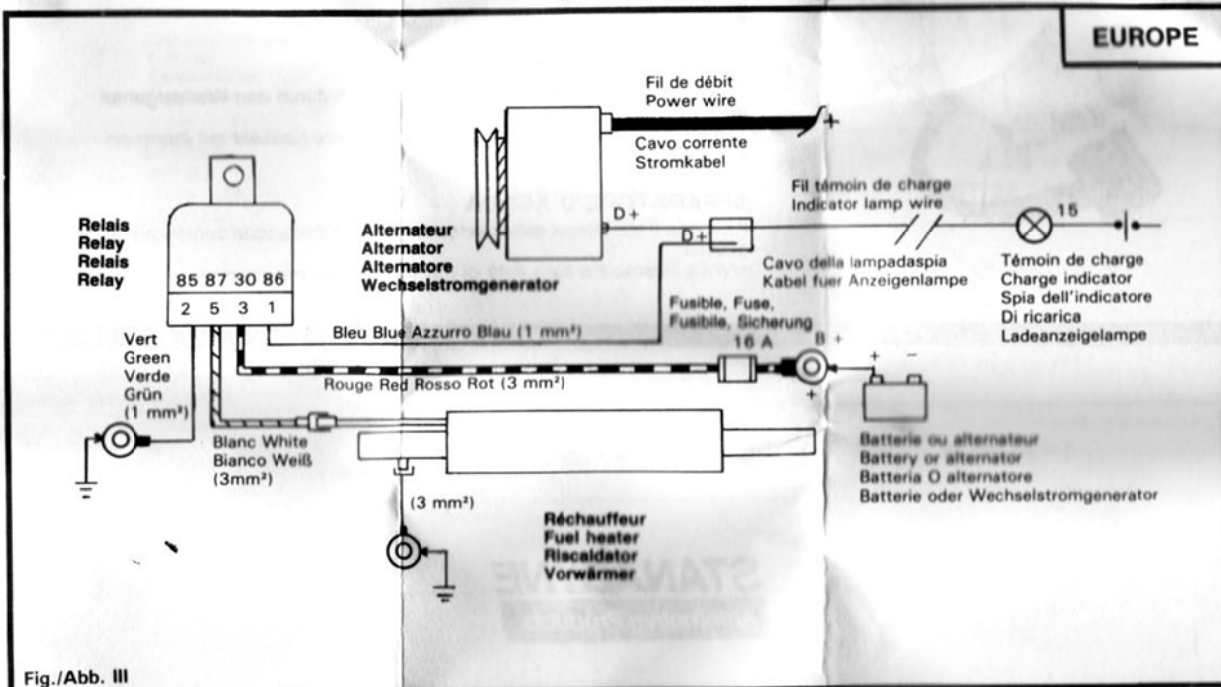 EUROPE
Fil de débit
Power wire
+
Cavo corrente
Stromkabel
Relais
Relay
Relais
Relay
85 87 30 86
2 5 3 1
Alternateur
Alternator
Alternatore
Wechselstromgenerator
D+
D+
Fil témoin de charge
Indicator lamp wire
Cavo della lampadaspia
Kabel fuer Anzeigenlampe
15
Témoin de charge
Charge indicator
Spia dell'indicatore
Di ricarica
Ladeanzeigelampe
Vert
Green
Verde
Grün
(1 mm²)
Bleu Blue Azzurro Blau (1 mm²)
Fusible, Fuse,
Fusibile, Sicherung
16 A
B +
+
+ -
Rouge Red Rosso Rot (3 mm²)
Blanc White
Bianco Weiß
(3mm²)
Batterie ou alternateur
Battery or alternator
Batteria O alternatore
Batterie oder Wechselstromgenerator
(3 mm²)
Réchauffeur
Fuel heater
Riscaldator
Vorwärmer
Fig./Abb. III